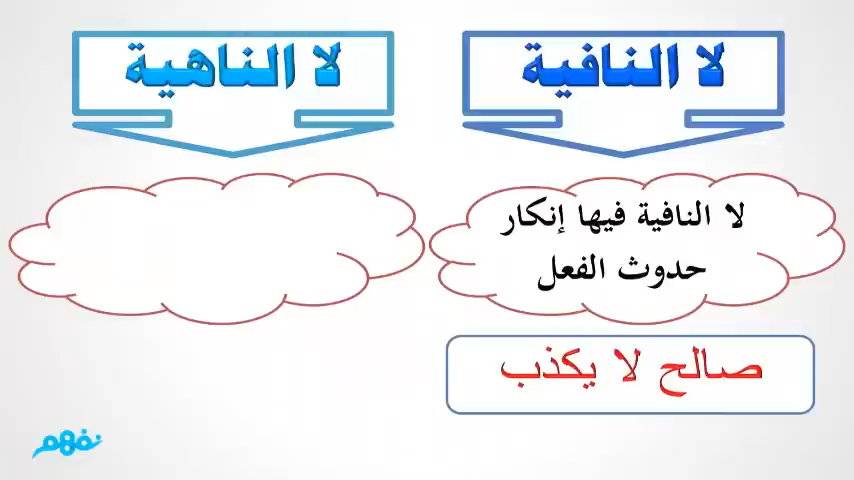 لا النافية
لا الناهية
لا النافية فيها إنكار
حدوث الفعل
صالح لا يكذب
نفهم